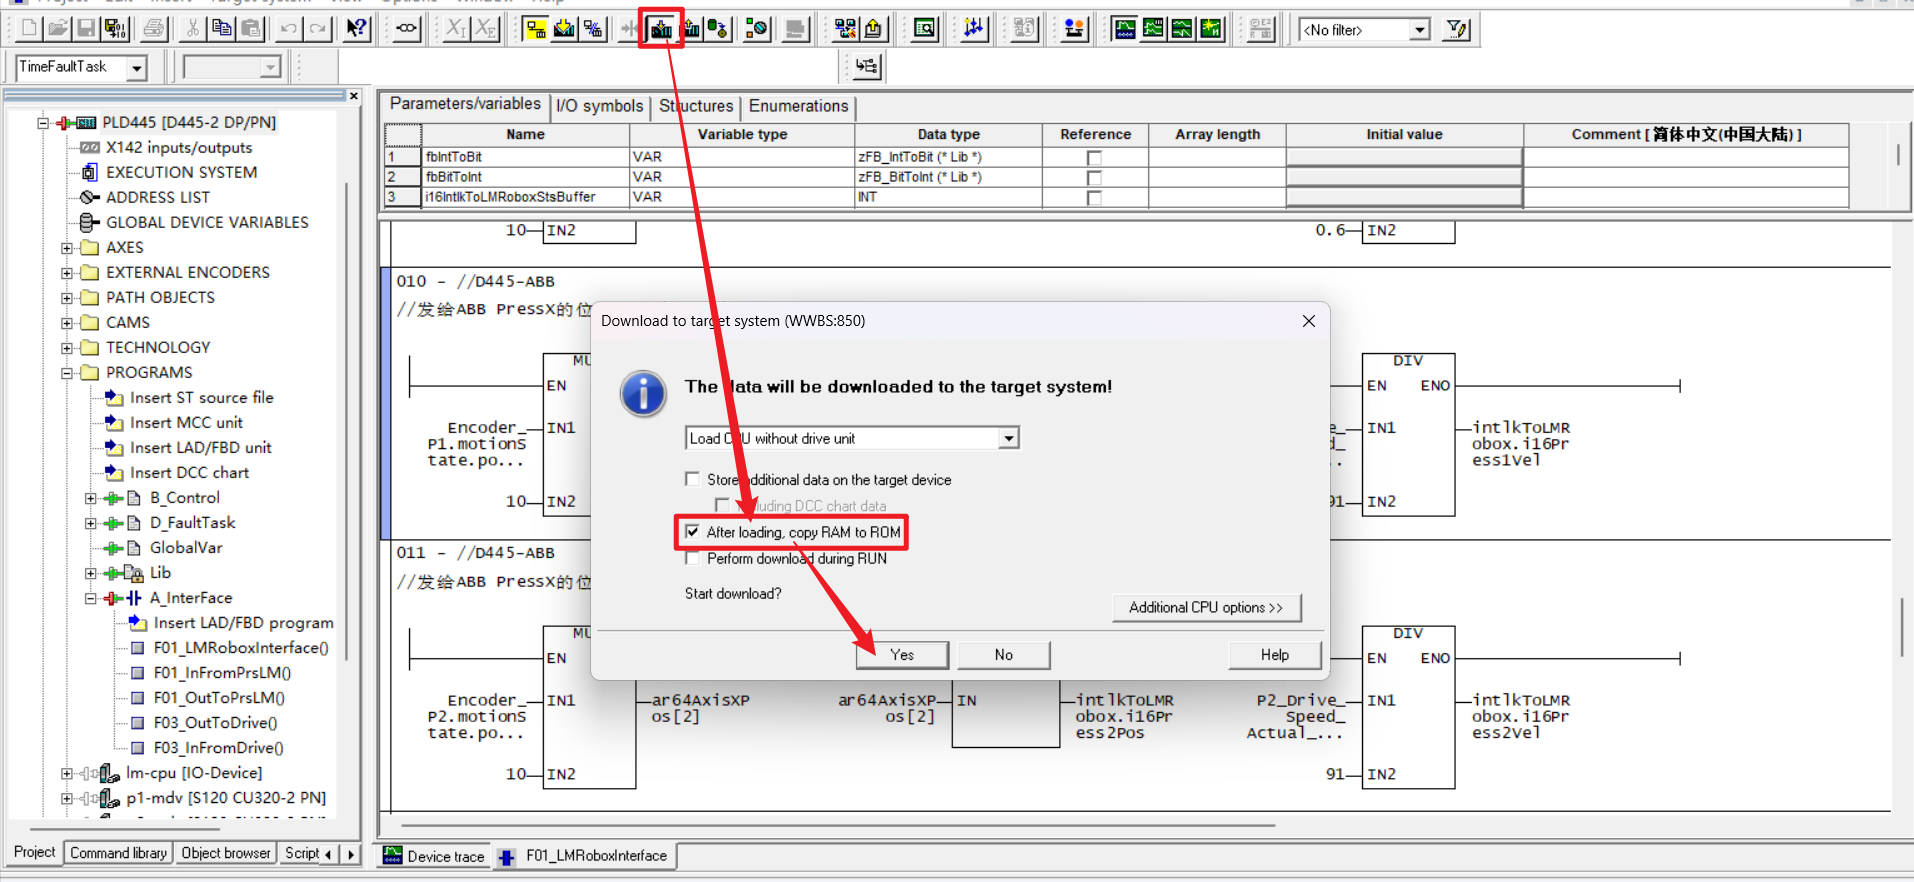 <No filter>
TimeFaultTask
PLD445 [D445-2 DP/PN]
X142 inputs/outputs
EXECUTION SYSTEM
ADDRESS LIST
GLOBAL DEVICE VARIABLES
AXES
EXTERNAL ENCODERS
PATH OBJECTS
CAMS
TECHNOLOGY
PROGRAMS
Insert ST source file
Insert MCC unit
Insert LAD/FBD unit
Insert DCC chart
B_Control
D_FaultTask
GlobalVar
Lib
A_InterFace
Insert LAD/FBD program
F01_LMRoboxInterface()
F01_InFromPrsLM()
F01_OutToPrsLM()
F03_OutToDrive()
F03_InFromDrive()
lm-cpu [IO-Device]
p1-mdv [S120 CU320-2 PN]
Project Command library Object browser Script
Parameters/variables I/O symbols Structures Enumerations
Name Variable type Data type Reference Array length Initial value Comment [ 简体中文(中国大陆) ]
1 fbIntToBit VAR zFB_IntToBit (* Lib *)
2 fbBitToInt VAR zFB_BitToInt (* Lib *)
3 i16IntlkToLMRoboxStsBuffer VAR INT
10 IN2 0.6 IN2
010 - //D445-ABB
//发给ABB PressX的位
MU DIV
EN EN ENO
Encoder_ IN1 IN1 intlkToLMR
P1.motionS obox.i16Pr
tate.po... ess1Vel
10 IN2 91 IN2
Download to target system (WWBS:850)
The data will be downloaded to the target system!
Load CPU without drive unit
Store additional data on the target device
Including DCC chart data
After loading, copy RAM to ROM
Perform download during RUN
Start download?
Additional CPU options >>
Yes No Help
011 - //D445-ABB
//发给ABB PressX的位
MU DIV
EN EN ENO
Encoder_ IN1 ar64AxisXP ar64AxisXP IN intlkToLMR P2_Drive_ IN1 intlkToLMR
P2.motionS os[2] os[2] obox.i16Pr Speed_ obox.i16Pr
tate.po... ess2Pos Actual_... ess2Vel
10 IN2 91 IN2
Device trace F01_LMRoboxInterface